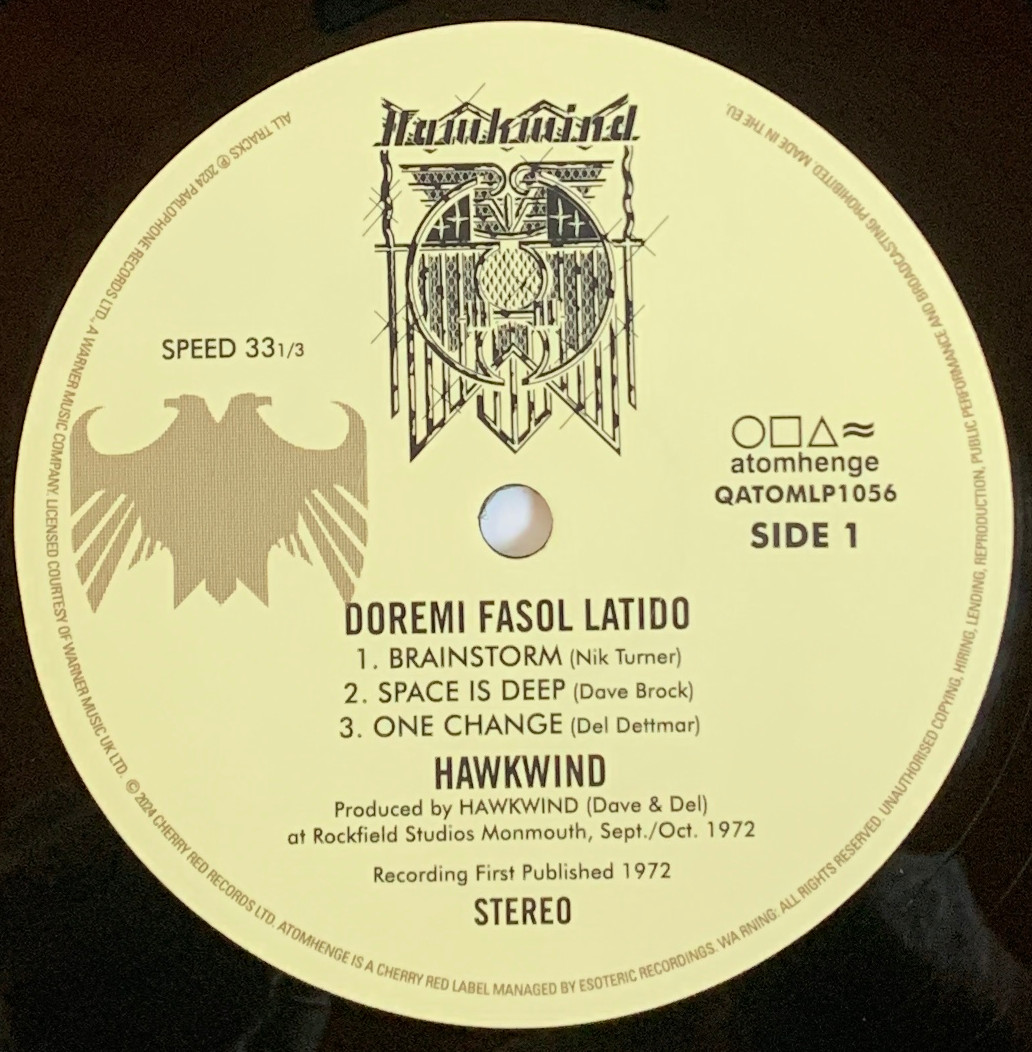 Hawkwind
SPEED 33 1/3
atomhenge
QATOMLP1056
SIDE 1
DOREMI FASOL LATIDO
1. BRAINSTORM (Nik Turner)
2. SPACE IS DEEP (Dave Brock)
3. ONE CHANGE (Del Dettmar)
HAWKWIND
Produced by HAWKWIND (Dave & Del)
at Rockfield Studios Monmouth, Sept./Oct. 1972
Recording First Published 1972
STEREO
ALL TRACKS ℗ 2024 PARLOPHONE RECORDS LTD., A WARNER MUSIC COMPANY. LICENSED COURTESY OF WARNER MUSIC UK LTD. © 2024 CHERRY RED RECORDS LTD. ATOMHENGE IS A CHERRY RED LABEL MANAGED BY ESOTERIC RECORDINGS. WA RNING: ALL RIGHTS RESERVED. UNAUTHORISED COPYING, HIRING, LENDING, REPRODUCTION, PUBLIC PERFORMANCE AND BROADCASTING PROHIBITED. MADE IN THE EU.